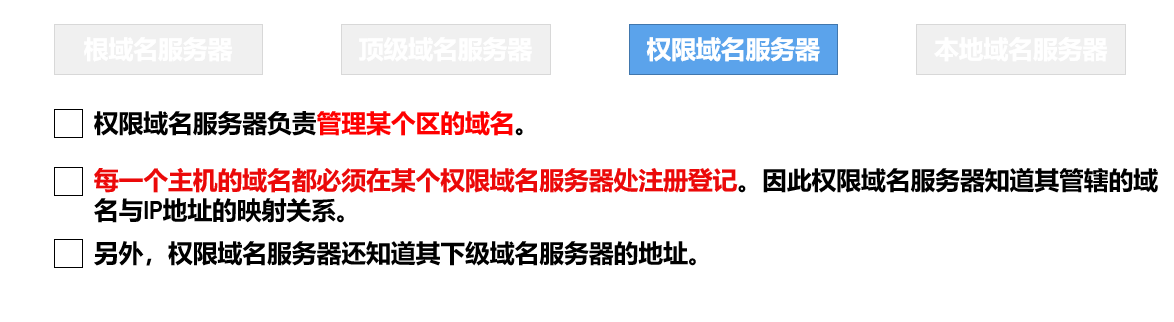 根域名服务器 顶级域名服务器 权限域名服务器 本地域名服务器
权限域名服务器负责管理某个区的域名。
每一个主机的域名都必须在某个权限域名服务器处注册登记。因此权限域名服务器知道其管辖的域
名与IP地址的映射关系。
另外，权限域名服务器还知道其下级域名服务器的地址。